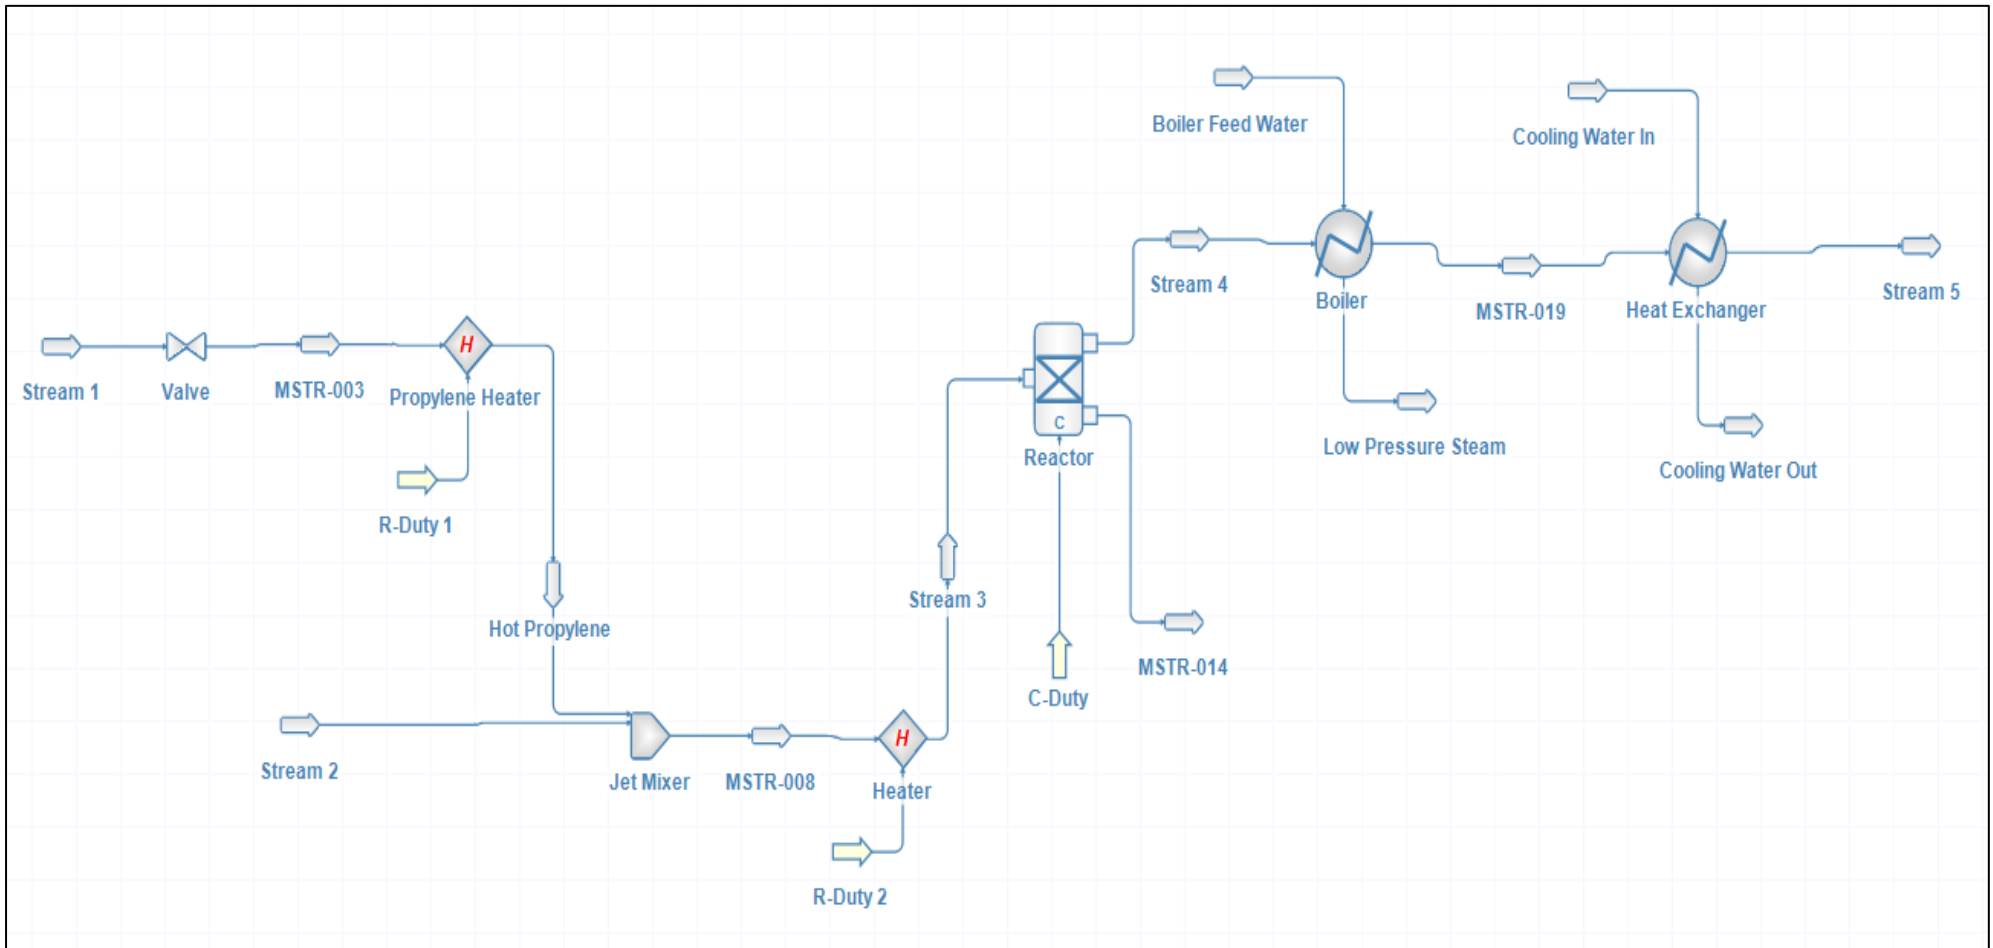 Boiler Feed Water
Cooling Water In
Stream 4
Boiler
MSTR-019
Heat Exchanger
Stream 5
Stream 1
Valve
MSTR-003
H
Propylene Heater
C
Reactor
Low Pressure Steam
Cooling Water Out
R-Duty 1
Stream 3
Hot Propylene
MSTR-014
C-Duty
Stream 2
Jet Mixer
MSTR-008
H
Heater
R-Duty 2